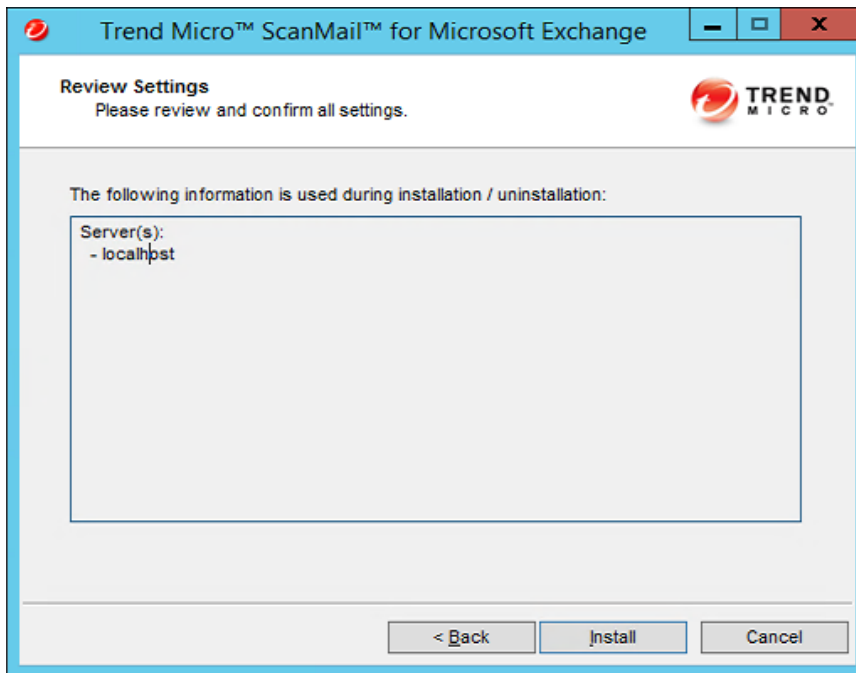 Trend Micro™ ScanMail™ for Microsoft Exchange
Review Settings
Please review and confirm all settings.
TREND
MICRO™
The following information is used during installation / uninstallation:
Server(s):
- localhost
< Back
Install
Cancel